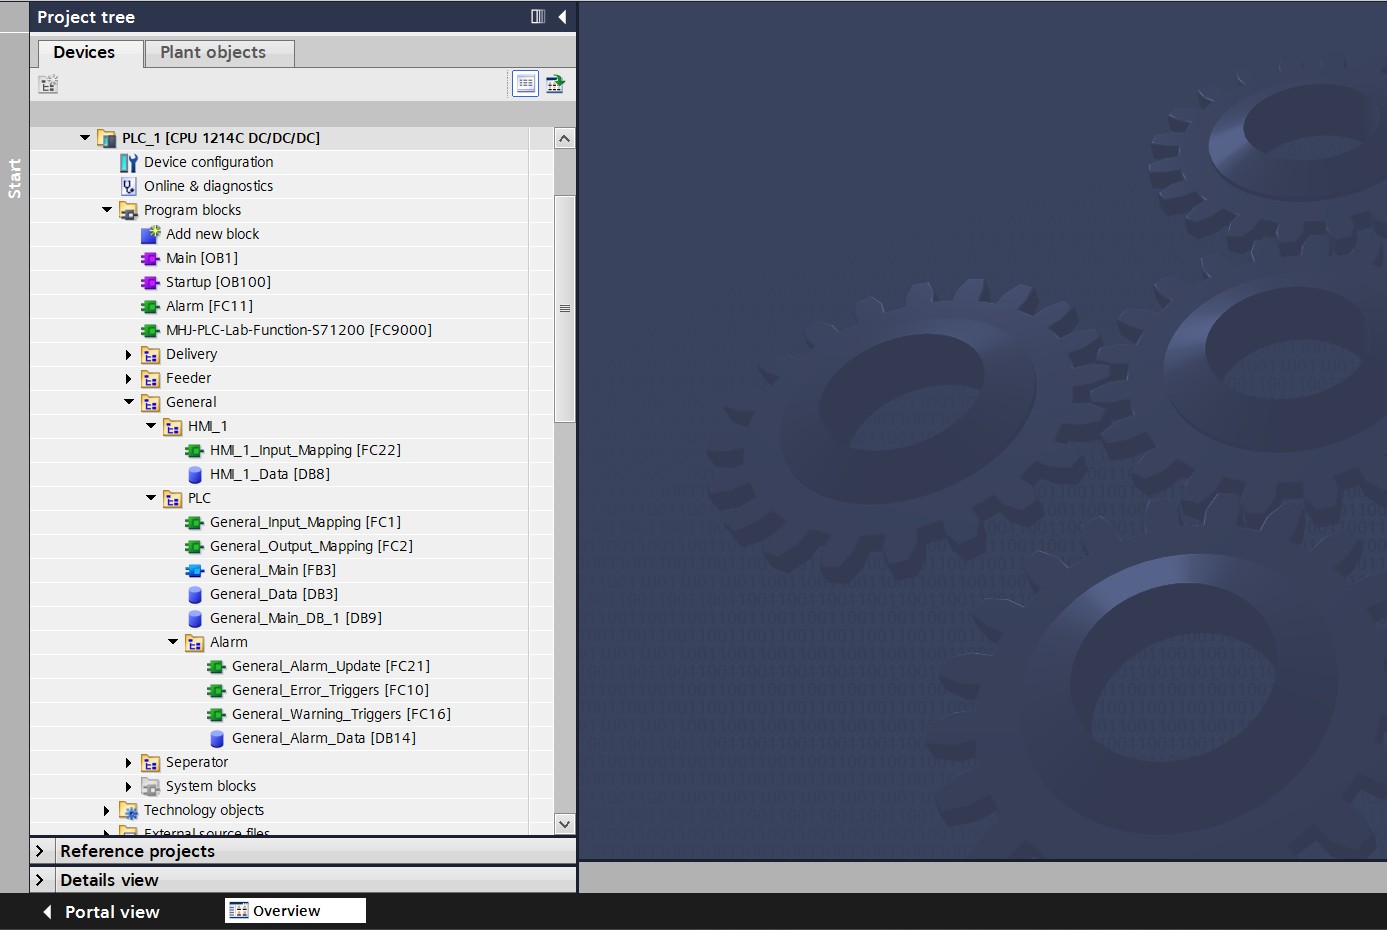 Project tree
Devices
Plant objects
Start
PLC_1 [CPU 1214C DC/DC/DC]
Device configuration
Online & diagnostics
Program blocks
Add new block
Main [OB1]
Startup [OB100]
Alarm [FC11]
MHJ-PLC-Lab-Function-S71200 [FC9000]
Delivery
Feeder
General
HMI_1
HMI_1_Input_Mapping [FC22]
HMI_1_Data [DB8]
PLC
General_Input_Mapping [FC1]
General_Output_Mapping [FC2]
General_Main [FB3]
General_Data [DB3]
General_Main_DB_1 [DB9]
Alarm
General_Alarm_Update [FC21]
General_Error_Triggers [FC10]
General_Warning_Triggers [FC16]
General_Alarm_Data [DB14]
Seperator
System blocks
Technology objects
External source files
Reference projects
Details view
Portal view
Overview